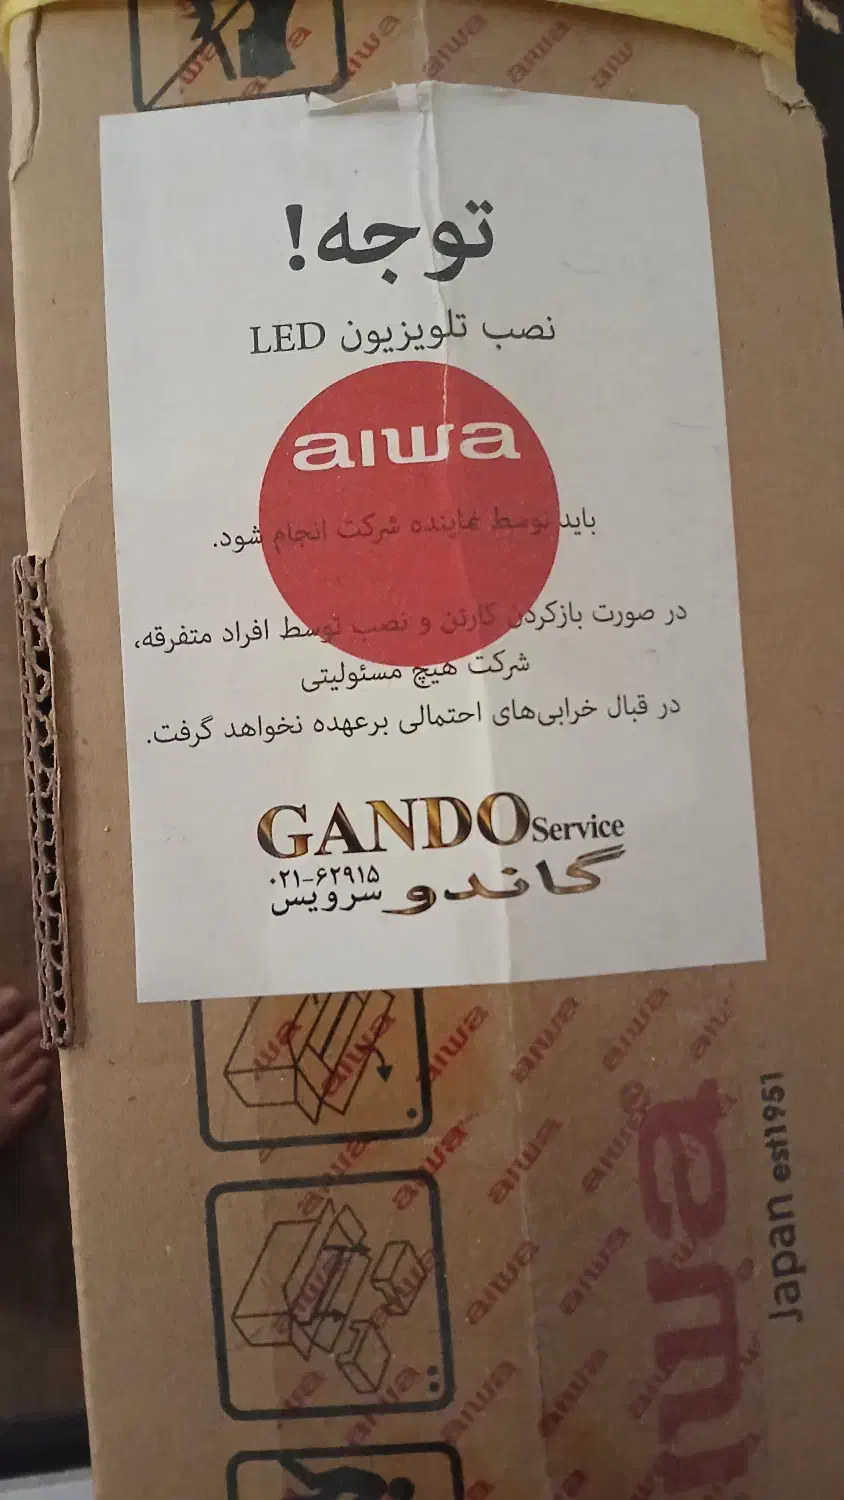 توجه!
نصب تلویزیون LED
aiwa
باید توسط نماینده شرکت انجام شود.
در صورت بازکردن کارتن و نصب توسط افراد متفرقه،
شرکت هیچ مسئولیتی
در قبال خرابی‌های احتمالی برعهده نخواهد گرفت.
GANDO Service
گاندو سرویس
۰۲۱-۶۲۹۱۵
aiwa
Japan est1951